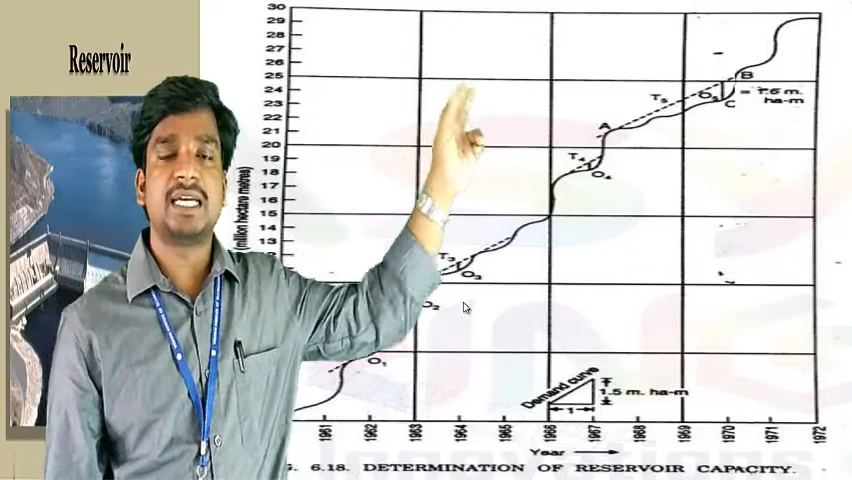 Reservoir
30
29
28
27
26
25
24
23
22
21
20
19
18
17
16
15
14
13
(million hectare metres)
A
B
C
= 1.5 m.
ha-m
T₅
O₅
T₄
O₄
T₃
O₃
O₂
O₁
Demand curve
1.5 m. ha-m
1
1961
1962
1963
1964
1965
1966
1967
1968
1969
1970
1971
1972
Year
6.18. DETERMINATION OF RESERVOIR CAPACITY.